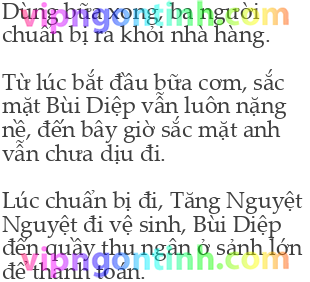 Dùng bữa xong, ba người
chuẩn bị ra khỏi nhà hàng.
Từ lúc bắt đầu bữa cơm, sắc
mặt Bùi Diệp vẫn luôn nặng
nề, đến bây giờ sắc mặt anh
vẫn chưa dịu đi.
Lúc chuẩn bị đi, Tăng Nguyệt
Nguyệt đi vệ sinh, Bùi Diệp
đến quầy thu ngân ở sảnh lớn
để thanh toán.
vipngontinh.com
vipngontinh.com